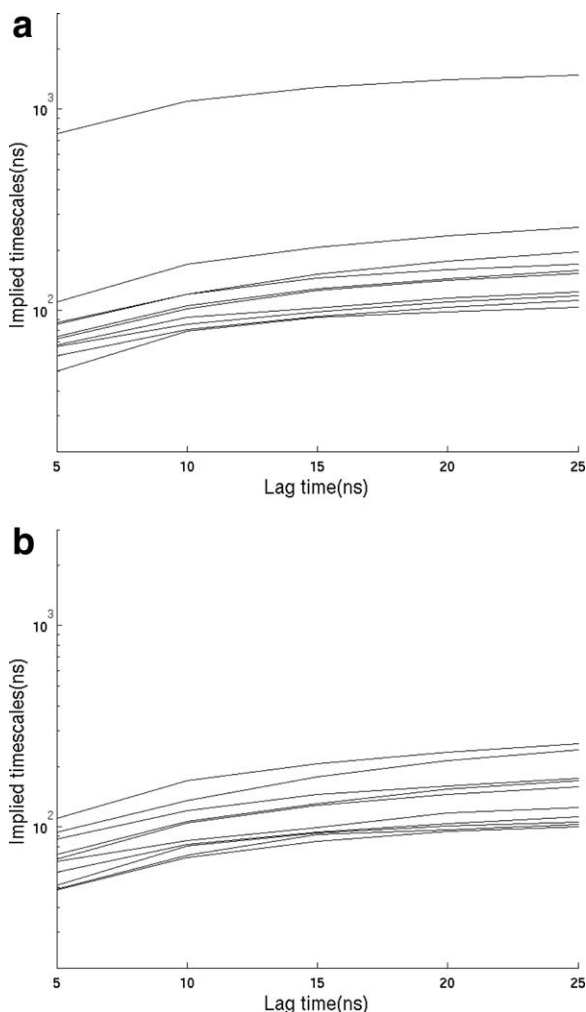 a
10^3
10^2
Implied timescales(ns)
5 10 15 20 25
Lag time(ns)
b
10^3
10^2
Implied timescales(ns)
5 10 15 20 25
Lag time(ns)